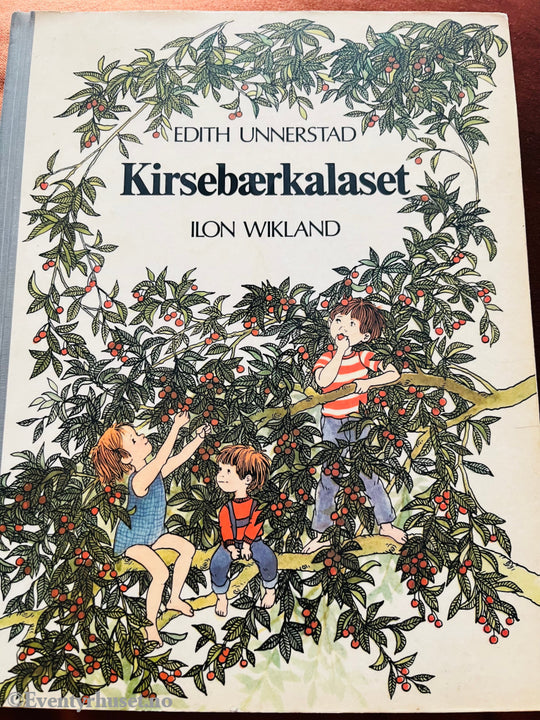 EDITH UNNERSTAD
Kirsebærkalaset
ILON WIKLAND
©Eventyrhuset.no